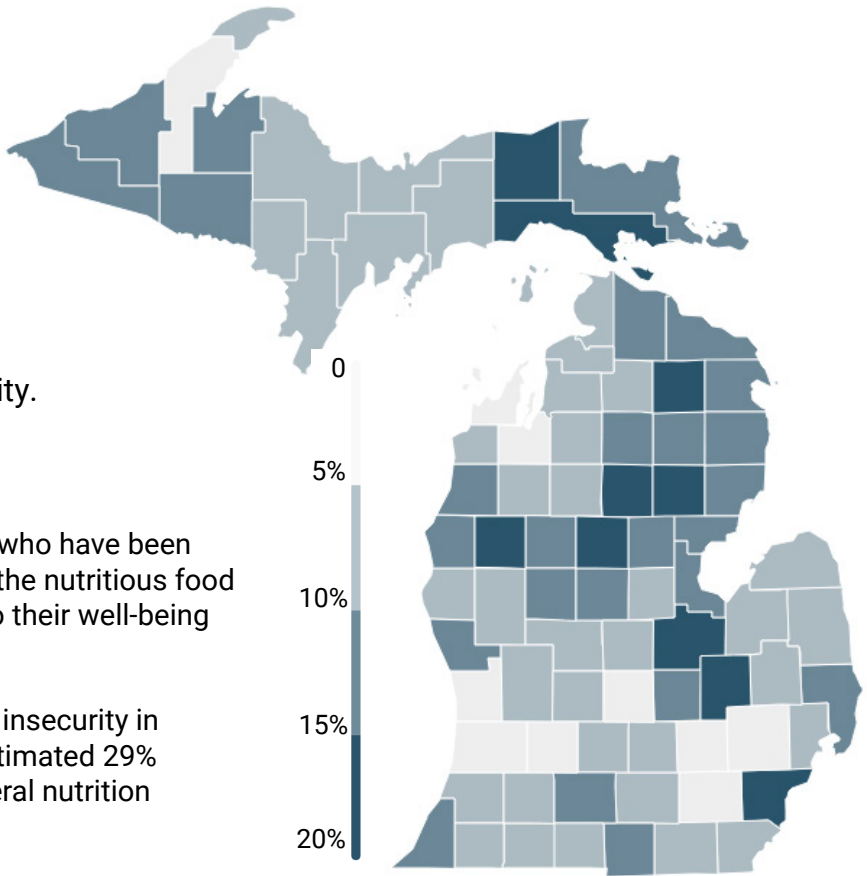 ity.
who have been
the nutritious food
o their well-being
insecurity in
timated 29%
eral nutrition
0
5%
10%
15%
20%